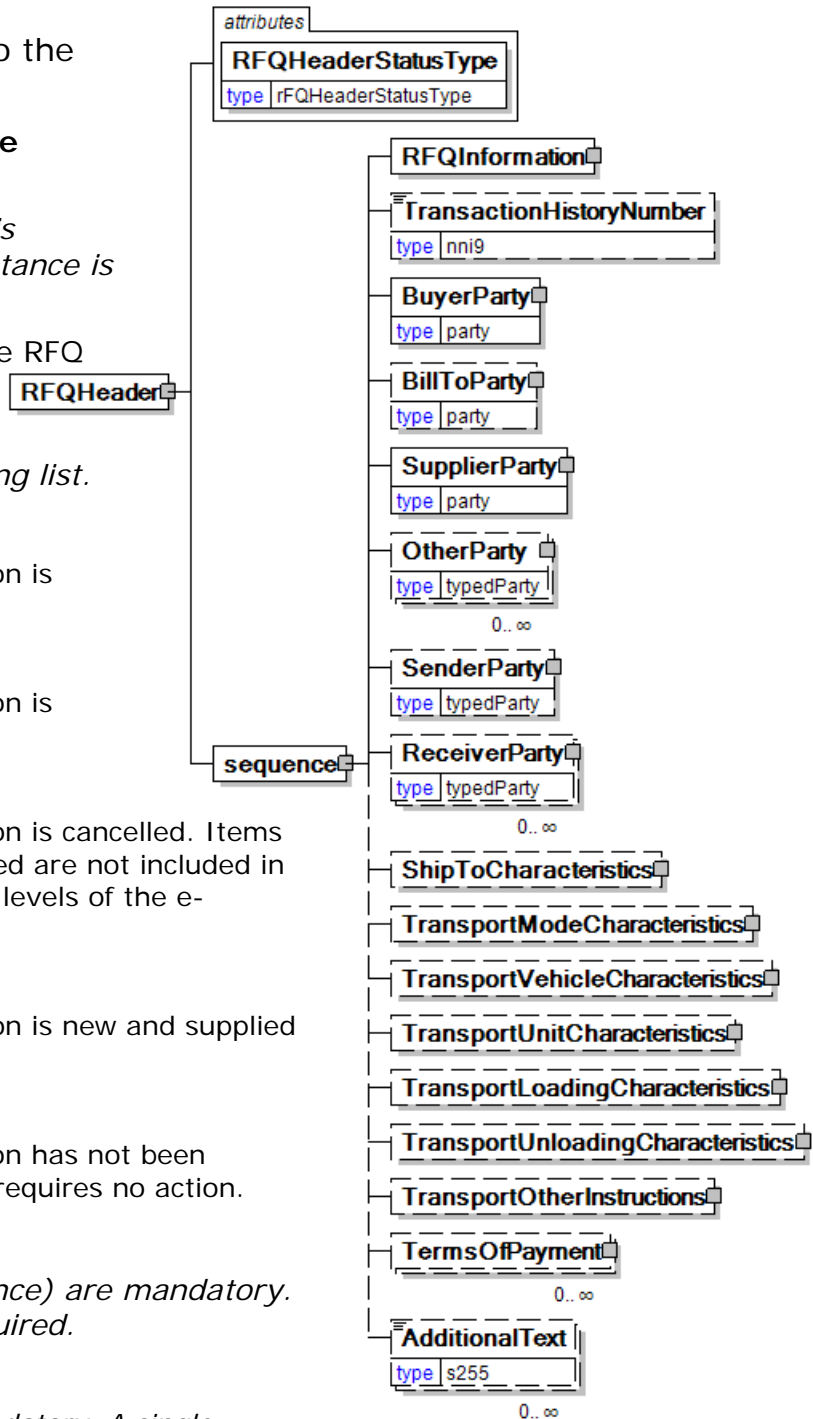 o the
e
's
tance is
e RFQ
ng list.
on is
on is
on is cancelled. Items
ed are not included in
levels of the e-
on is new and supplied
on has not been
requires no action.
nce) are mandatory.
uired.
attributes
RFQHeaderStatusType
type rFQHeaderStatusType
RFQHeader
sequence
RFQInformation
TransactionHistoryNumber
type nni9
BuyerParty
type party
BillToParty
type party
SupplierParty
type party
OtherParty
type typedParty
0.. ∞
SenderParty
type typedParty
ReceiverParty
type typedParty
0.. ∞
ShipToCharacteristics
TransportModeCharacteristics
TransportVehicleCharacteristics
TransportUnitCharacteristics
TransportLoadingCharacteristics
TransportUnloadingCharacteristics
TransportOtherInstructions
TermsOfPayment
0.. ∞
AdditionalText
type s255
0.. ∞